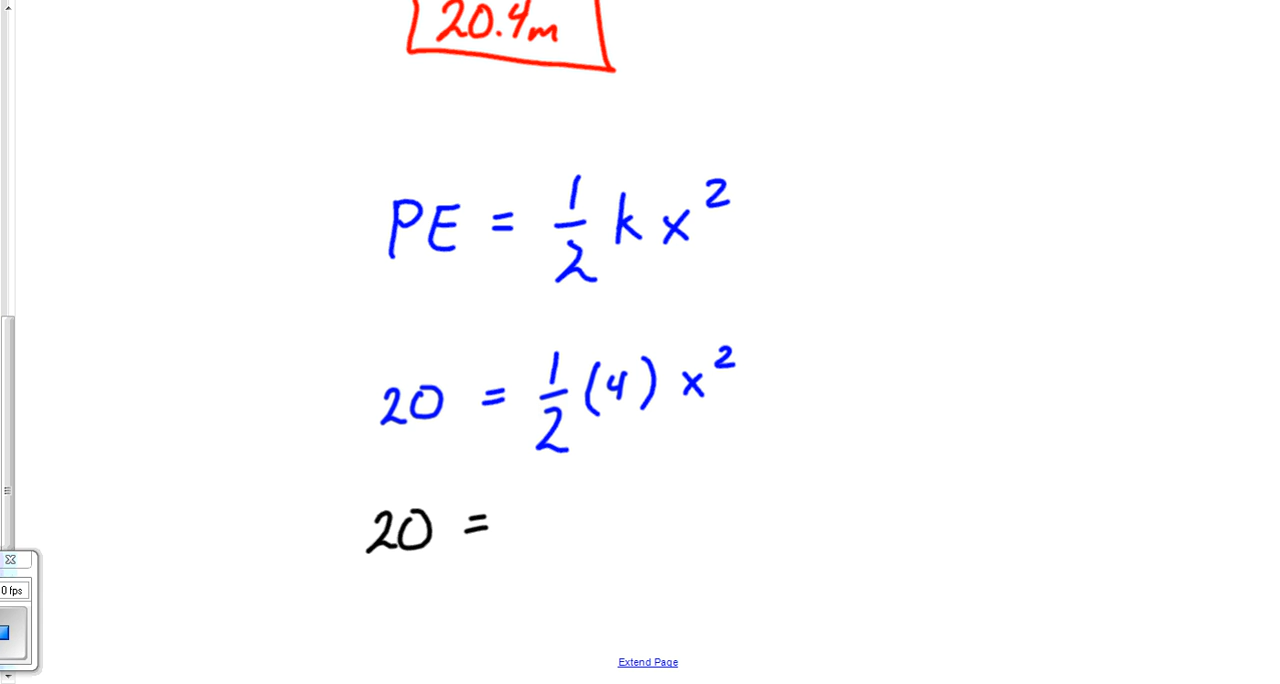 20.4m
PE = 1/2 k x²
20 = 1/2 (4) x²
20 =
0 fps
Extend Page